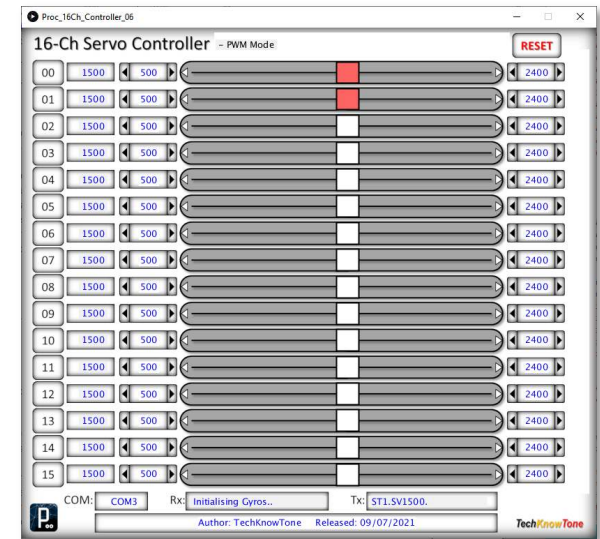 Proc_16Ch_Controller_06
16-Ch Servo Controller - PWM Mode RESET
00 1500 500 2400
01 1500 500 2400
02 1500 500 2400
03 1500 500 2400
04 1500 500 2400
05 1500 500 2400
06 1500 500 2400
07 1500 500 2400
08 1500 500 2400
09 1500 500 2400
10 1500 500 2400
11 1500 500 2400
12 1500 500 2400
13 1500 500 2400
14 1500 500 2400
15 1500 500 2400
COM: COM3 Rx: Initialising Gyros.. Tx: ST1.SV1500.
P. Author: TechKnowTone Released: 09/07/2021 TechKnowTone